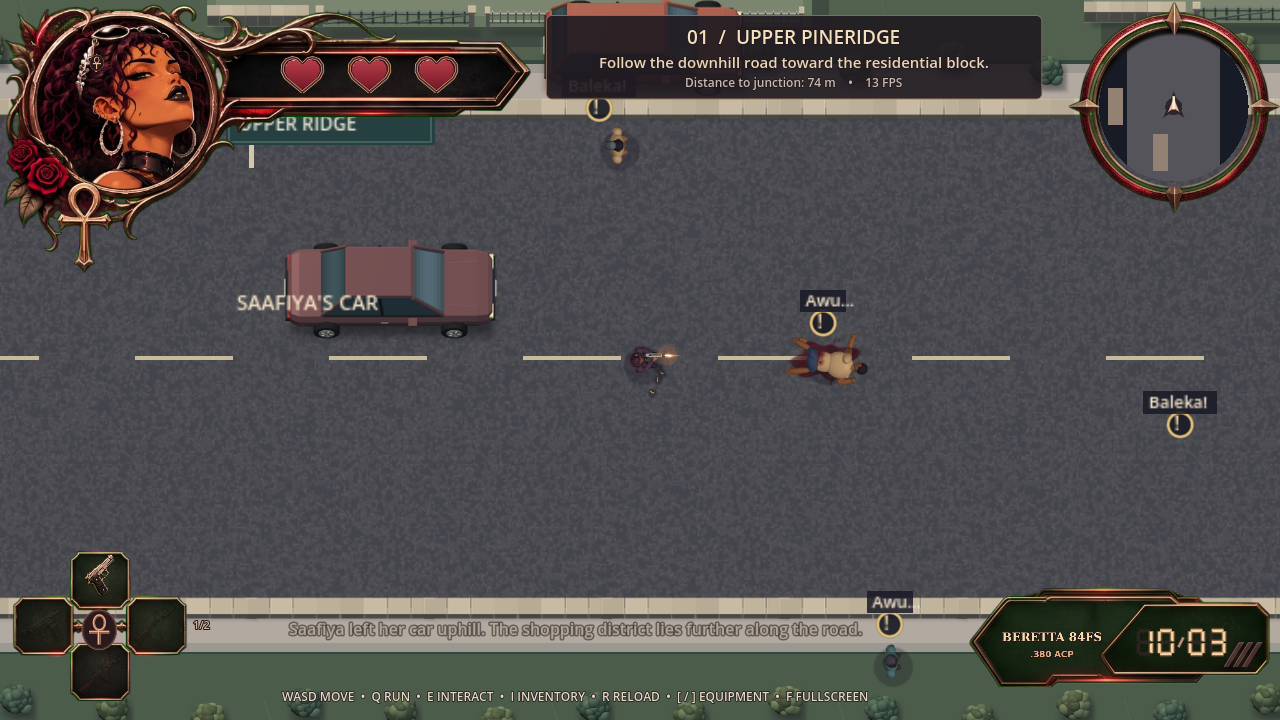 01 / UPPER PINERIDGE
Follow the downhill road toward the residential block.
Distance to junction: 74 m • 13 FPS
Baleka!
!
UPPER RIDGE
SAAFIYA'S CAR
Awu...
!
Baleka!
!
Awu...
!
1/2
Saafiya left her car uphill. The shopping district lies further along the road.
BERETTA 84FS
.380 ACP
10/03
WASD MOVE • Q RUN • E INTERACT • I INVENTORY • R RELOAD • [ / ] EQUIPMENT • F FULLSCREEN